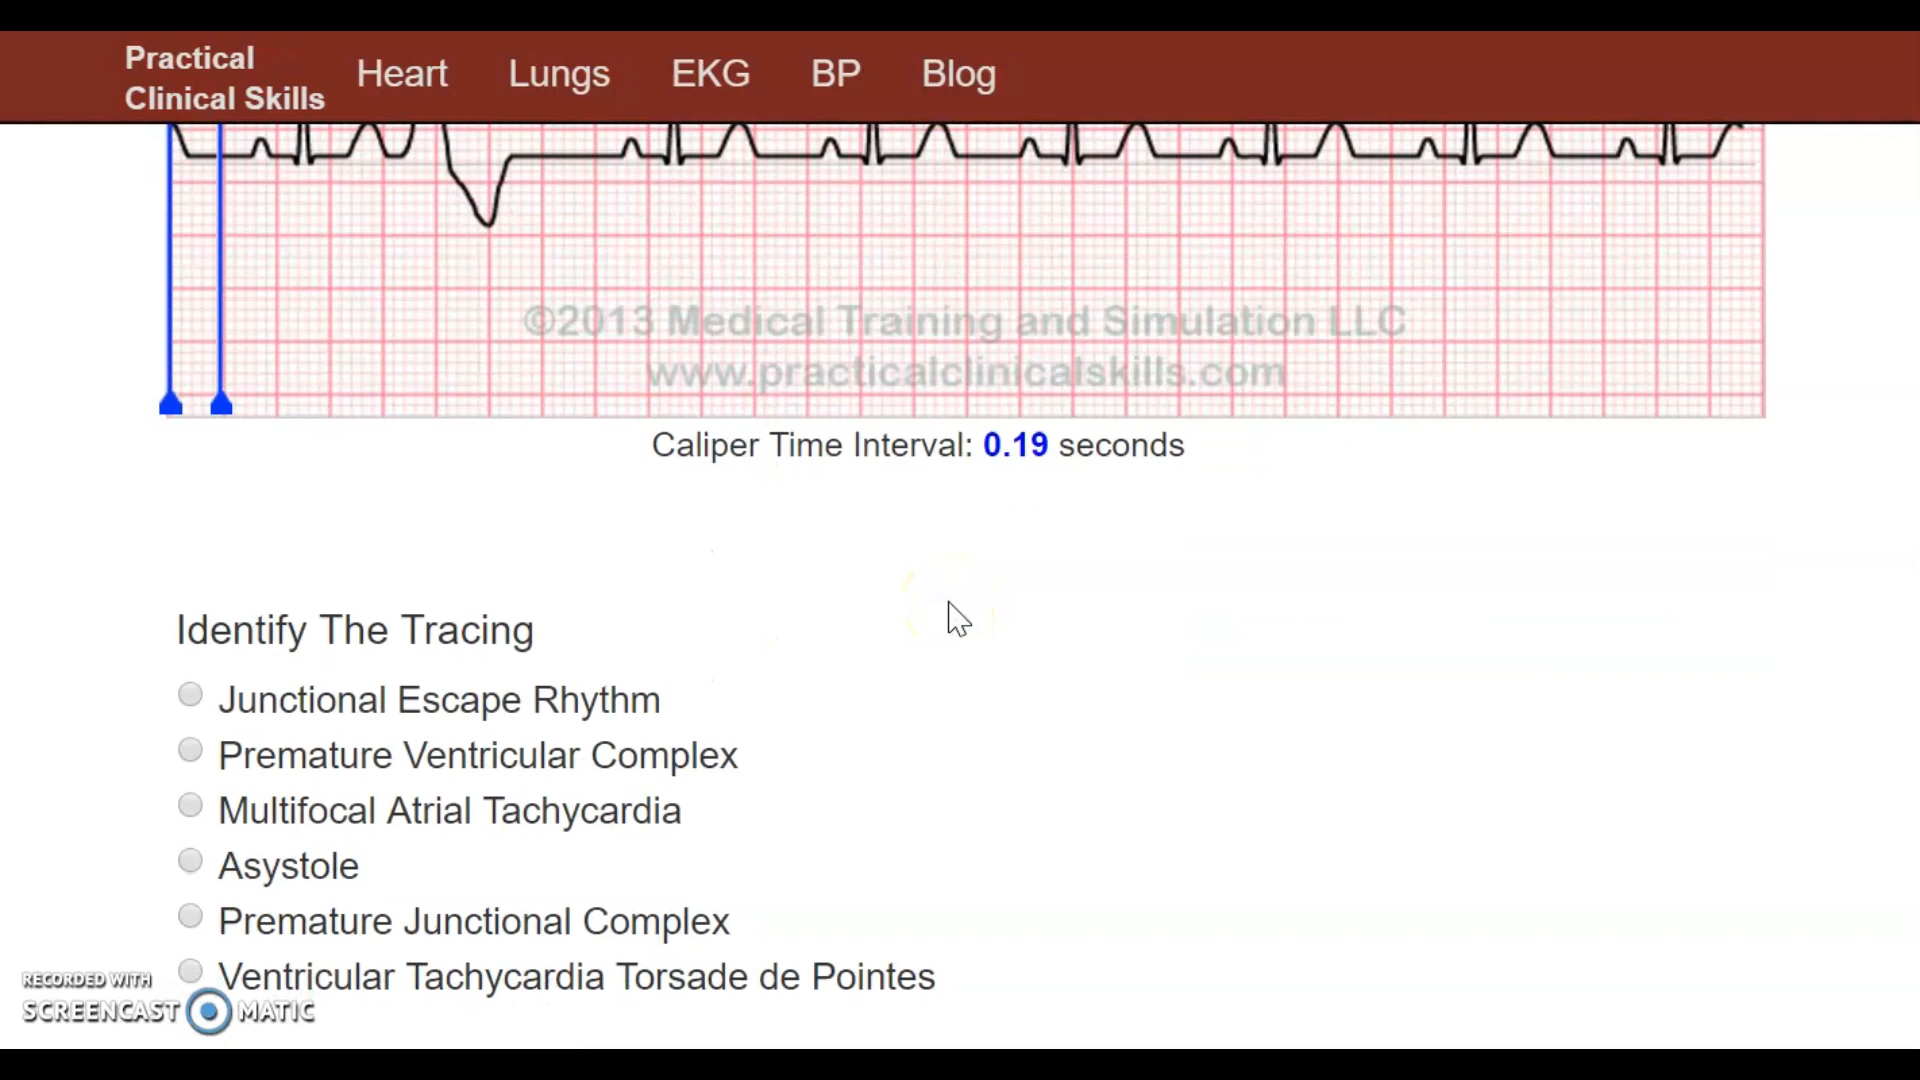 Practical
Clinical Skills
Heart
Lungs
EKG
BP
Blog
©2013 Medical Training and Simulation LLC
www.practicalclinicalskills.com
Caliper Time Interval: 0.19 seconds
Identify The Tracing
Junctional Escape Rhythm
Premature Ventricular Complex
Multifocal Atrial Tachycardia
Asystole
Premature Junctional Complex
Ventricular Tachycardia Torsade de Pointes
RECORDED WITH
SCREENCAST MATIC